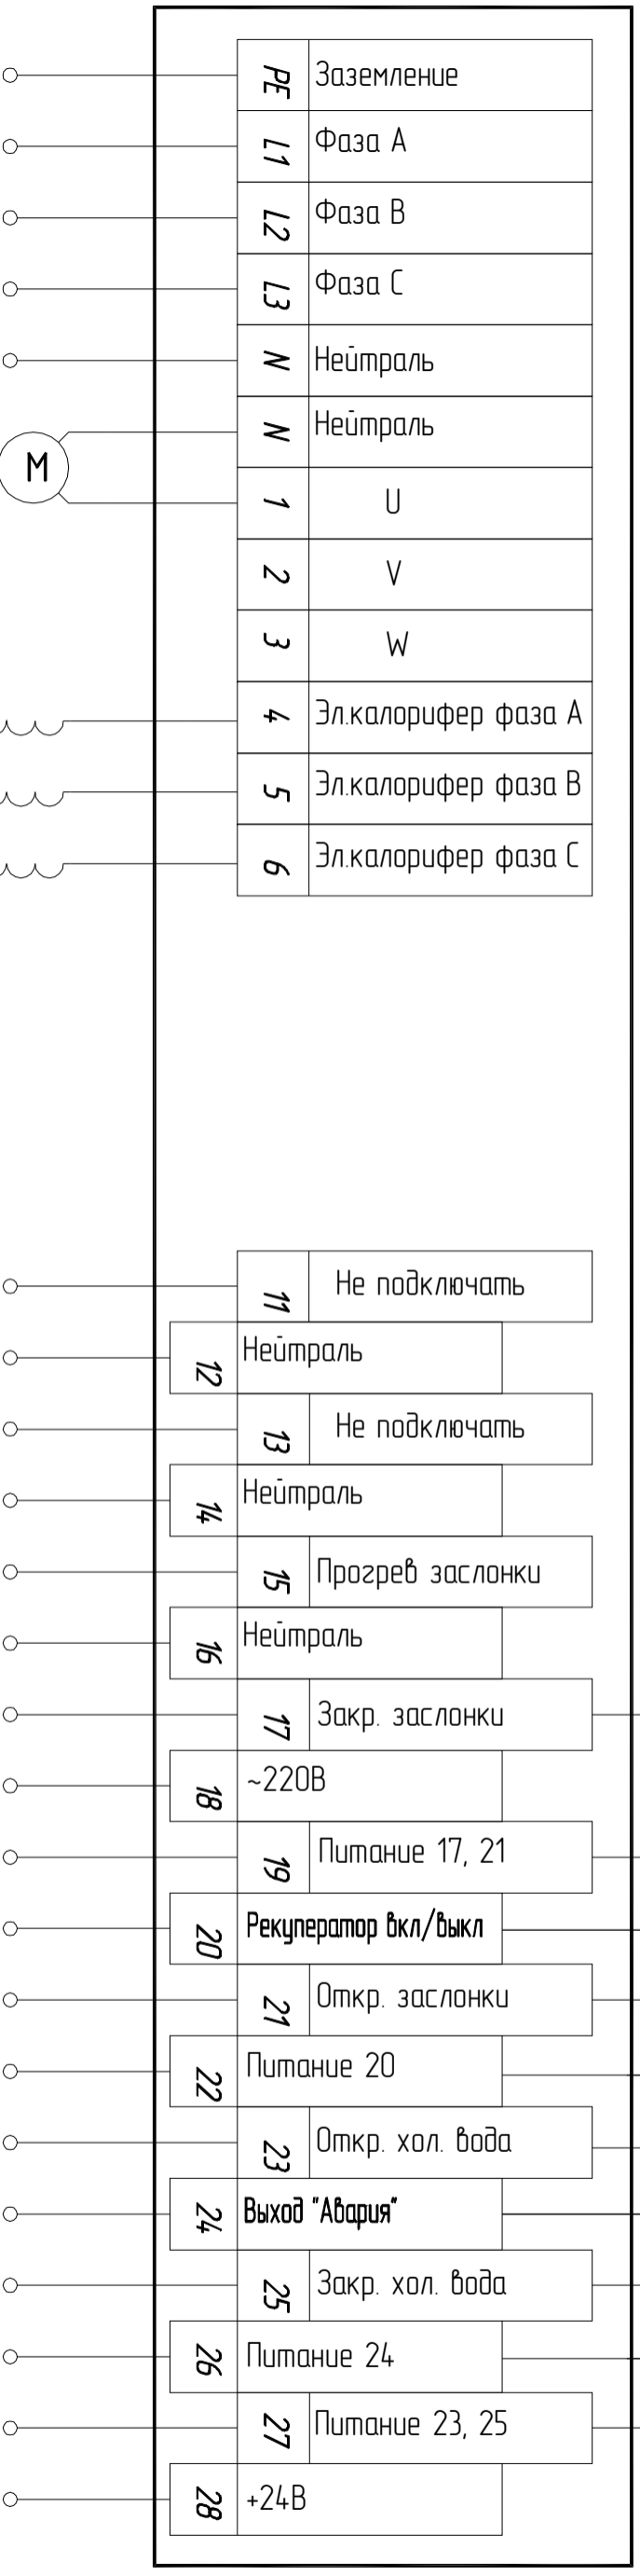 PE Заземление
L1 Фаза А
L2 Фаза В
L3 Фаза С
N Нейтраль
N Нейтраль
M
1 U
2 V
3 W
4 Эл.калорифер фаза А
5 Эл.калорифер фаза В
6 Эл.калорифер фаза С
11 Не подключать
12 Нейтраль
13 Не подключать
14 Нейтраль
15 Прогрев заслонки
16 Нейтраль
17 Закр. заслонки
18 ~220В
19 Питание 17, 21
20 Рекуператор вкл/выкл
21 Откр. заслонки
22 Питание 20
23 Откр. хол. вода
24 Выход "Авария"
25 Закр. хол. вода
26 Питание 24
27 Питание 23, 25
28 +24В